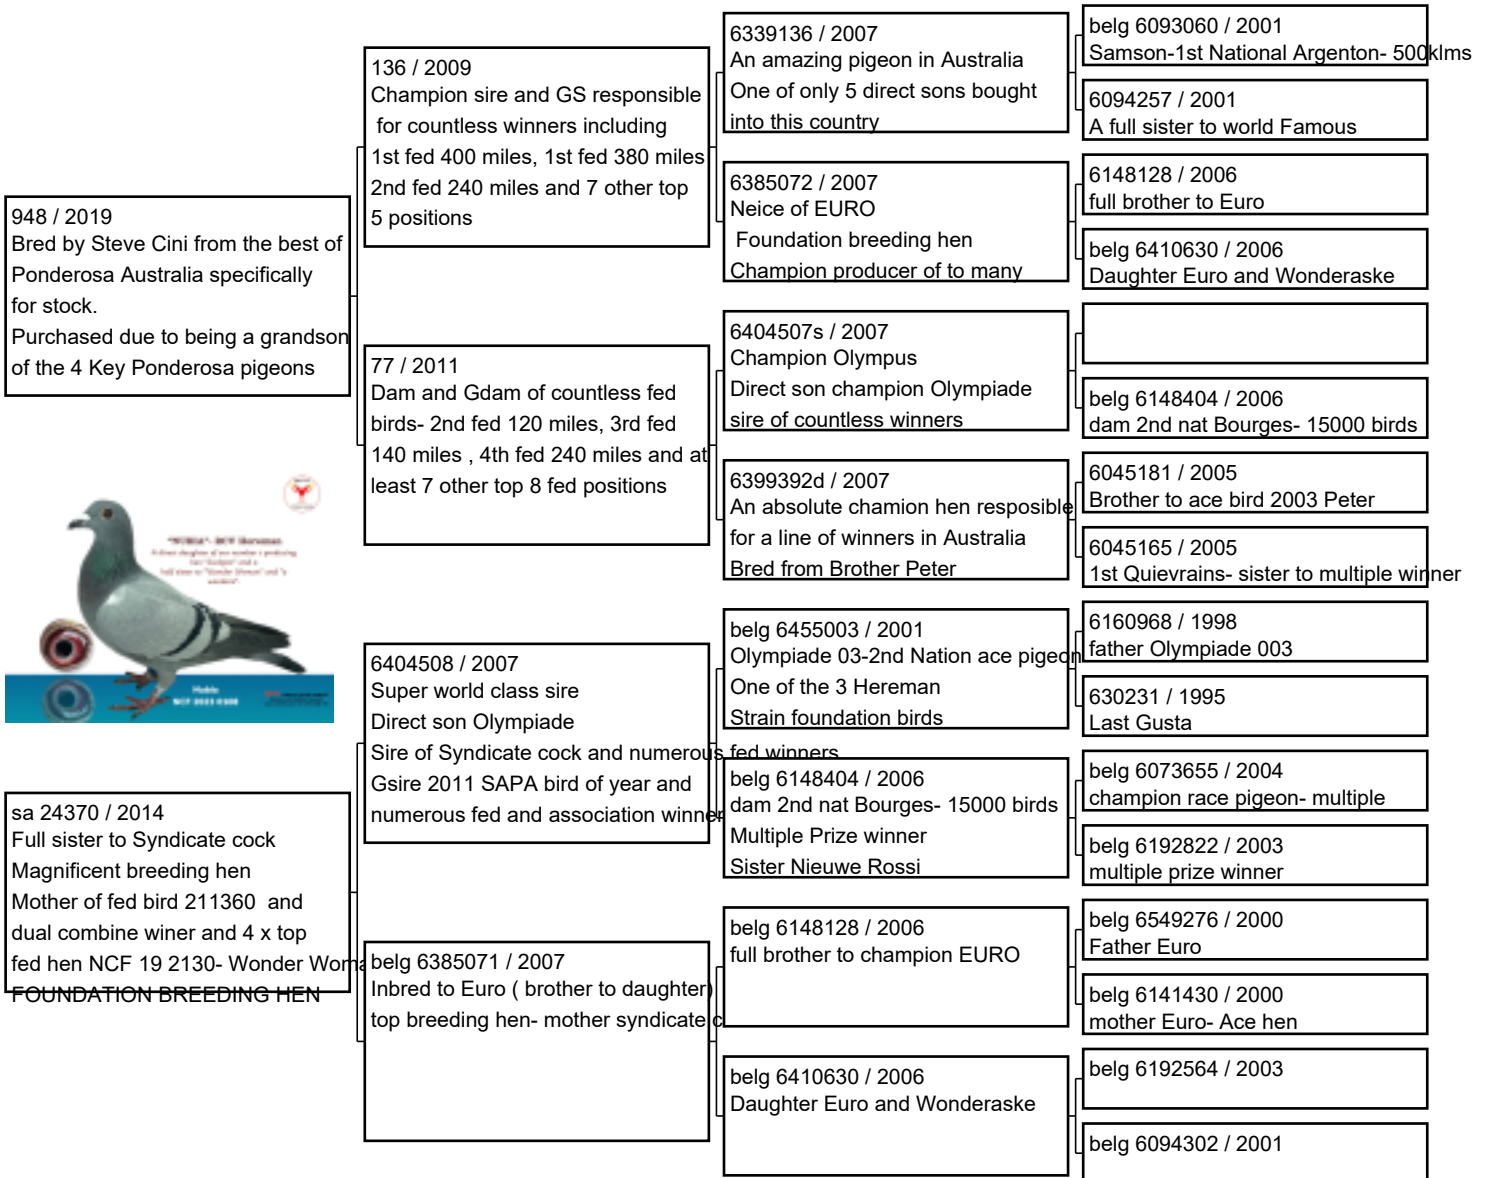 948 / 2019
Bred by Steve Cini from the best of
Ponderosa Australia specifically
for stock.
Purchased due to being a grandson
of the 4 Key Ponderosa pigeons
sa 24370 / 2014
Full sister to Syndicate cock
Magnificent breeding hen
Mother of fed bird 211360  and
dual combine winer and 4 x top
fed hen NCF 19 2130- Wonder Woma
FOUNDATION BREEDING HEN
136 / 2009
Champion sire and GS responsible
for countless winners including
1st fed 400 miles, 1st fed 380 miles
2nd fed 240 miles and 7 other top
5 positions
77 / 2011
Dam and Gdam of countless fed
birds- 2nd fed 120 miles, 3rd fed
140 miles , 4th fed 240 miles and at
least 7 other top 8 fed positions
6404508 / 2007
Super world class sire
Direct son Olympiade
Sire of Syndicate cock and numerous fed winners
Gsire 2011 SAPA bird of year and
numerous fed and association winner
belg 6385071 / 2007
Inbred to Euro ( brother to daughter)
top breeding hen- mother syndicate c
6339136 / 2007
An amazing pigeon in Australia
One of only 5 direct sons bought
into this country
6385072 / 2007
Neice of EURO
Foundation breeding hen
Champion producer of to many
6404507s / 2007
Champion Olympus
Direct son champion Olympiade
sire of countless winners
6399392d / 2007
An absolute chamion hen resposible
for a line of winners in Australia
Bred from Brother Peter
belg 6455003 / 2001
Olympiade 03-2nd Nation ace pigeon
One of the 3 Hereman
Strain foundation birds
belg 6148404 / 2006
dam 2nd nat Bourges- 15000 birds
Multiple Prize winner
Sister Nieuwe Rossi
belg 6148128 / 2006
full brother to champion EURO
belg 6410630 / 2006
Daughter Euro and Wonderaske
belg 6093060 / 2001
Samson-1st National Argenton- 500klms
6094257 / 2001
A full sister to world Famous
6148128 / 2006
full brother to Euro
belg 6410630 / 2006
Daughter Euro and Wonderaske
belg 6148404 / 2006
dam 2nd nat Bourges- 15000 birds
6045181 / 2005
Brother to ace bird 2003 Peter
6045165 / 2005
1st Quievrains- sister to multiple winner
6160968 / 1998
father Olympiade 003
630231 / 1995
Last Gusta
belg 6073655 / 2004
champion race pigeon- multiple
belg 6192822 / 2003
multiple prize winner
belg 6549276 / 2000
Father Euro
belg 6141430 / 2000
mother Euro- Ace hen
belg 6192564 / 2003
belg 6094302 / 2001